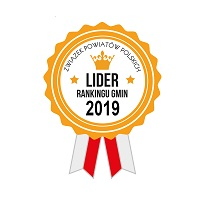 ZWIĄZEK POWIATÓW POLSKICH
LIDER
RANKINGU GMIN
2019